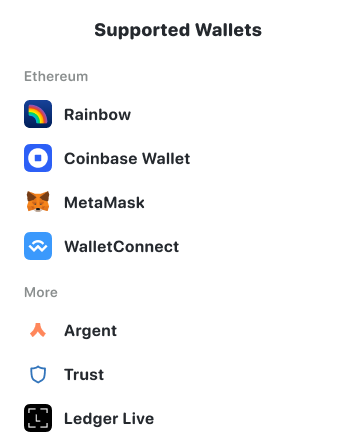 Supported Wallets
Ethereum
Rainbow
Coinbase Wallet
MetaMask
WalletConnect
More
Argent
Trust
Ledger Live